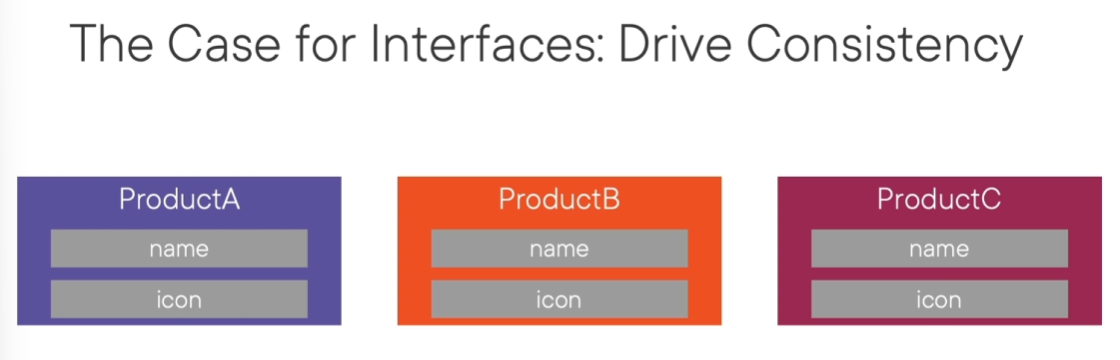 The Case for Interfaces: Drive Consistency
ProductA
name
icon
ProductB
name
icon
ProductC
name
icon